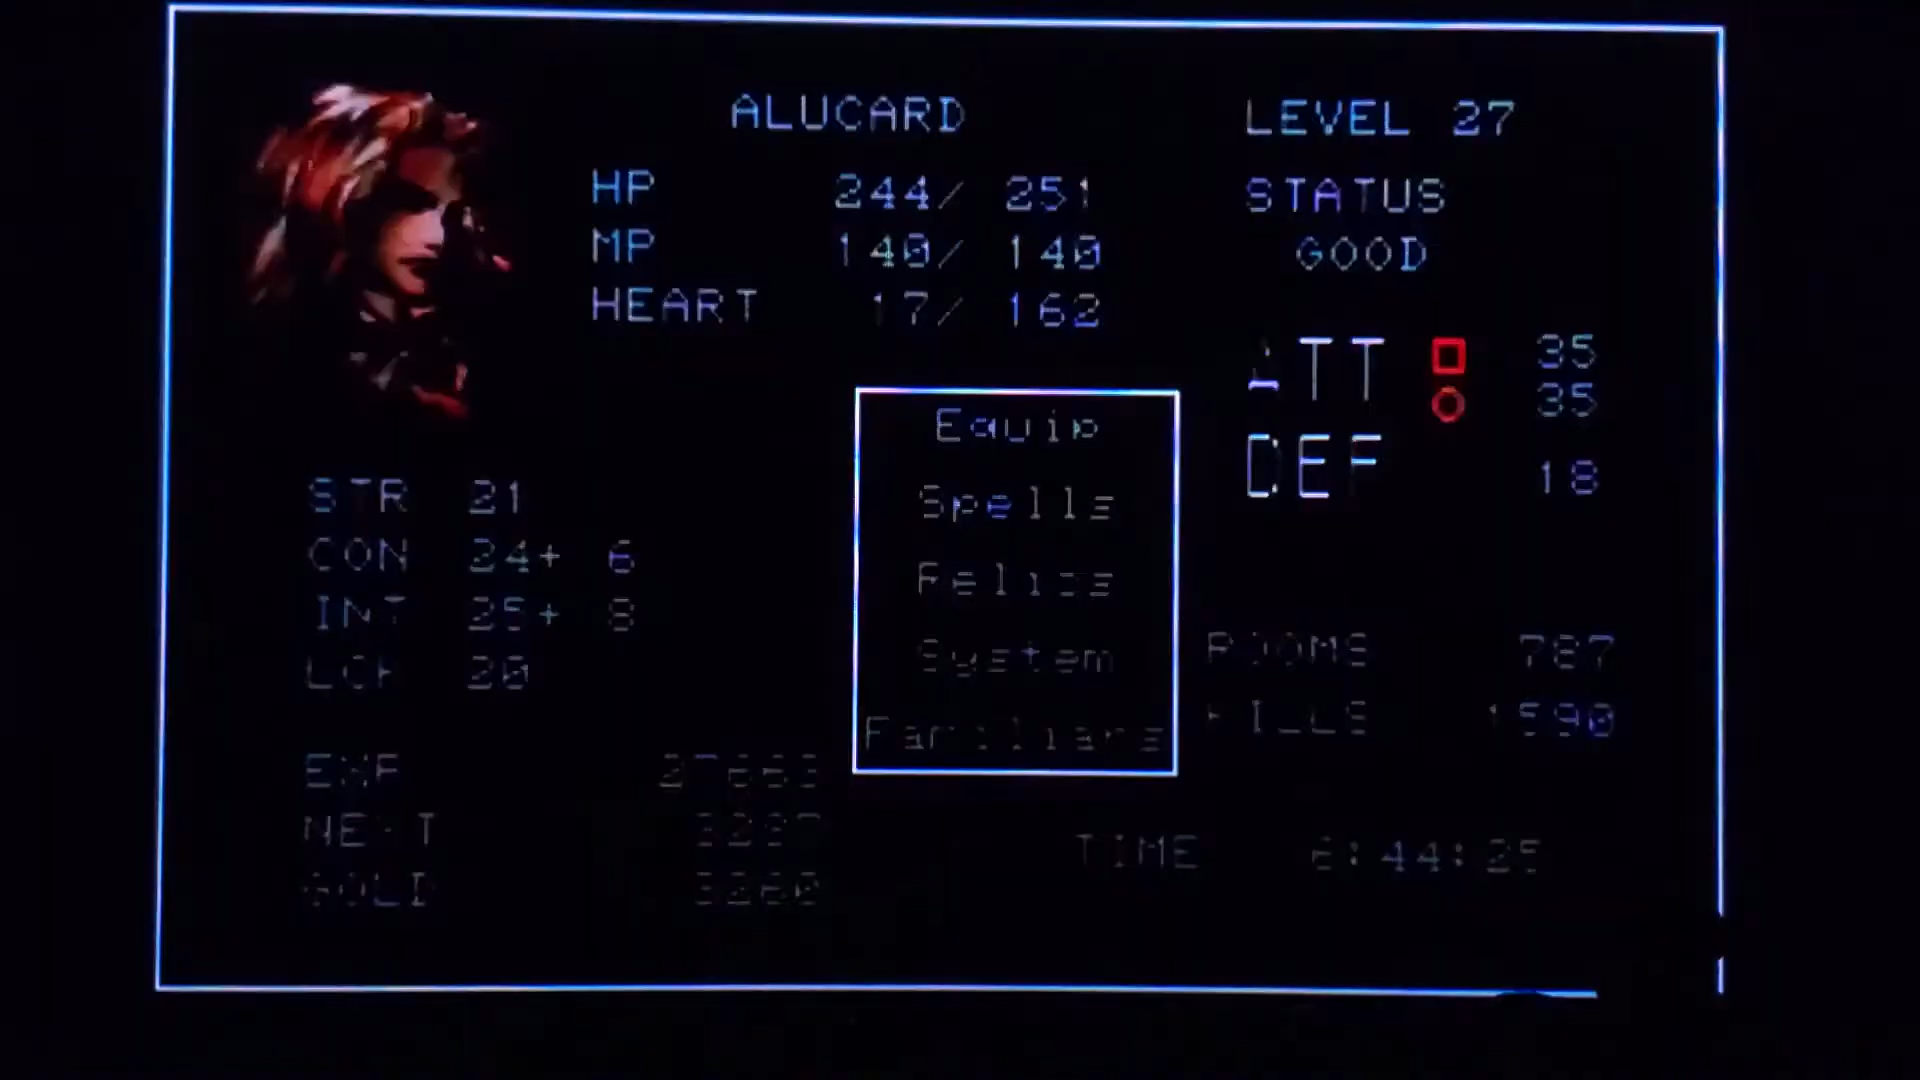 ALUCARD
LEVEL 27
HP 244/ 251
MP 140/ 140
HEART 17/ 162
STATUS
GOOD
ATT 35
35
DEF 18
Equip
Spells
Relics
System
Familiars
STR 21
CON 24+ 6
INT 25+ 8
LCK 20
ROOMS 787
KILLS 1590
EXP
NEXT
GOLD 3260
TIME 6:44:25